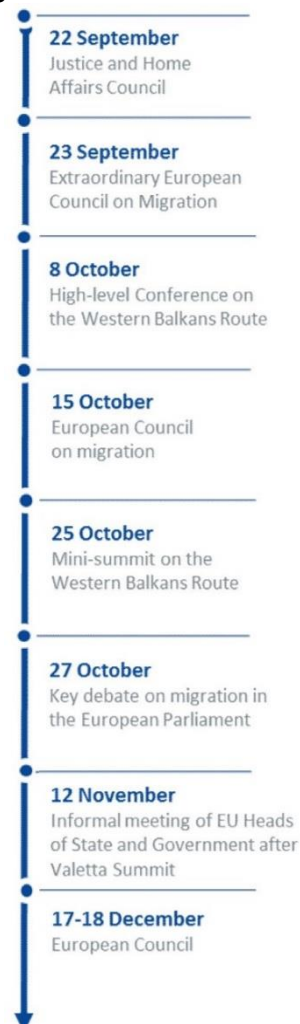 22 September
Justice and Home
Affairs Council
23 September
Extraordinary European
Council on Migration
8 October
High-level Conference on
the Western Balkans Route
15 October
European Council
on migration
25 October
Mini-summit on the
Western Balkans Route
27 October
Key debate on migration in
the European Parliament
12 November
Informal meeting of EU Heads
of State and Government after
Valetta Summit
17-18 December
European Council